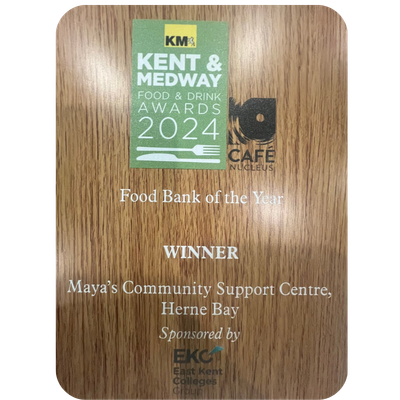 KM
KENT &
MEDWAY
FOOD & DRINK
AWARDS
2024
CAFÉ
NUCLEUS
Food Bank of the Year
WINNER
Maya's Community Support Centre,
Herne Bay
Sponsored by
EKC
East Kent
Colleges
Group